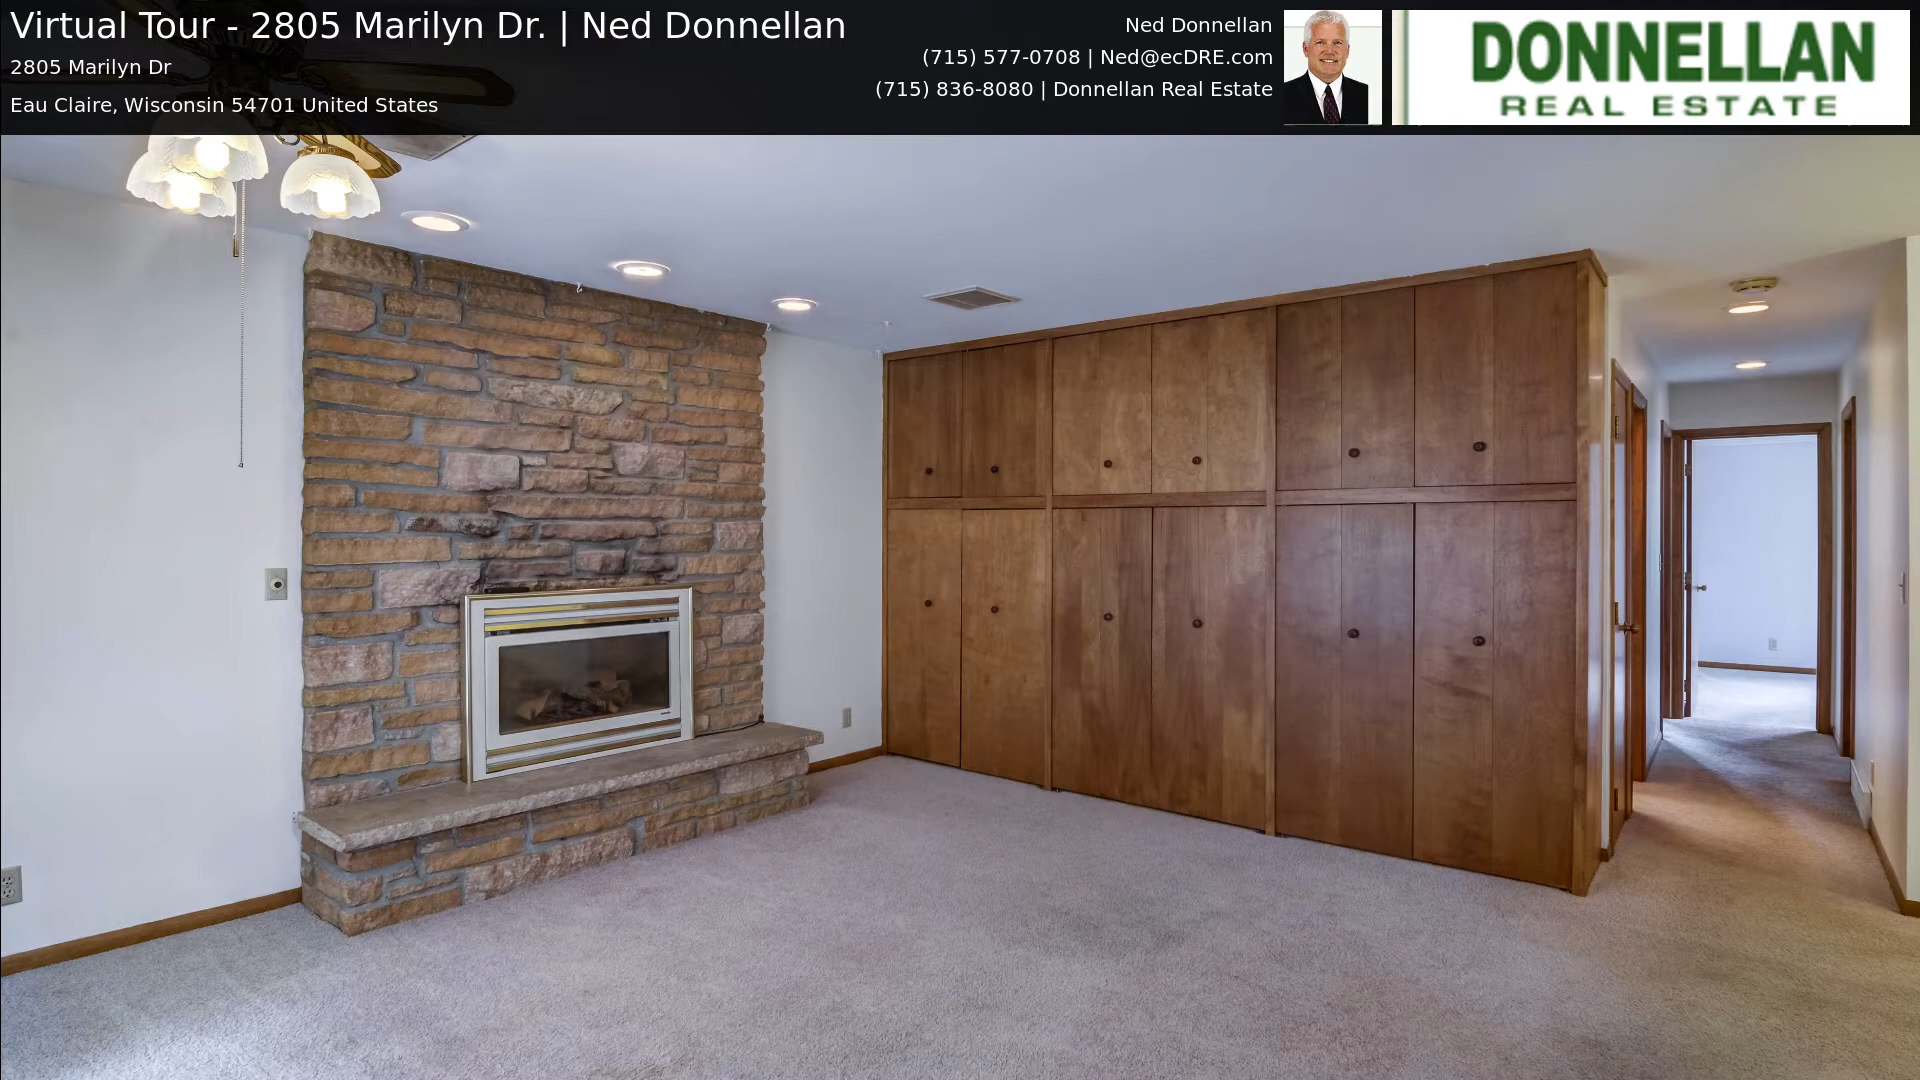 Virtual Tour - 2805 Marilyn Dr. | Ned Donnellan
2805 Marilyn Dr
Eau Claire, Wisconsin 54701 United States
Ned Donnellan
(715) 577-0708 | Ned@ecDRE.com
(715) 836-8080 | Donnellan Real Estate
DONNELLAN
REAL ESTATE